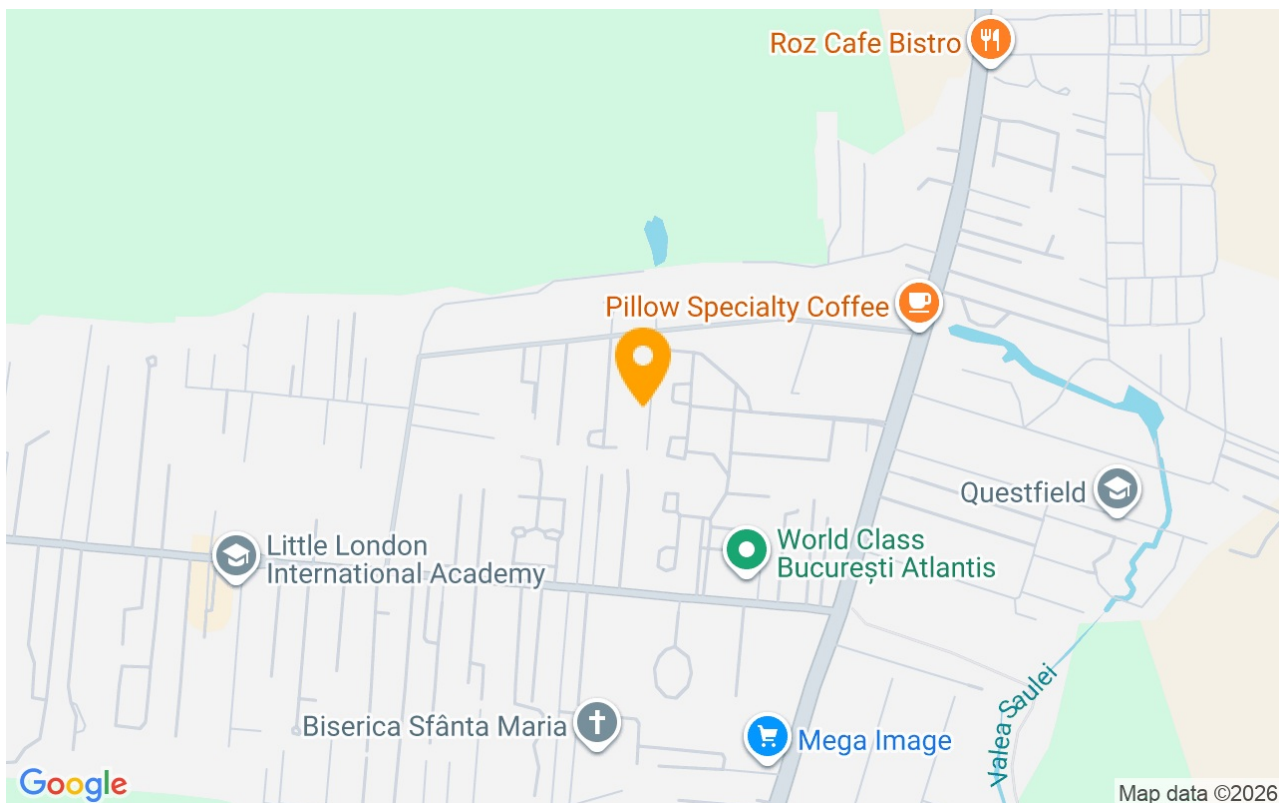 Roz Cafe Bistro
Pillow Specialty Coffee
Questfield
World Class
București Atlantis
Little London
International Academy
Biserica Sfânta Maria
Mega Image
Valea Saulei
Google
Map data ©2026